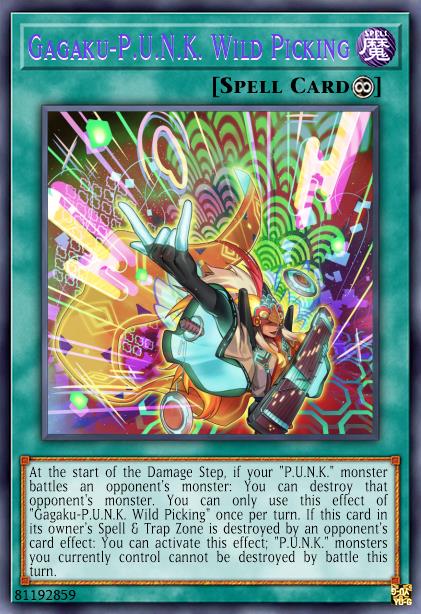 Gagaku-P.U.N.K. Wild Picking
SPELL
魔
[Spell Card]
At the start of the Damage Step, if your "P.U.N.K." monster
battles an opponent's monster: You can destroy that
opponent's monster. You can only use this effect of
"Gagaku-P.U.N.K. Wild Picking" once per turn. If this card in
its owner's Spell & Trap Zone is destroyed by an opponent's
card effect: You can activate this effect; "P.U.N.K." monsters
you currently control cannot be destroyed by battle this
turn.
81192859